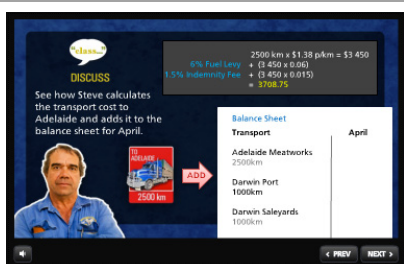 "class..."
DISCUSS
See how Steve calculates
the transport cost to
Adelaide and adds it to the
balance sheet for April.
2500 km x $1.38 p/km = $3 450
6% Fuel Levy + (3 450 x 0.06)
1.5% Indemnity Fee + (3 450 x 0.015)
= 3708.75
TO
ADELAIDE
2500 km
ADD
Balance Sheet
Transport April
Adelaide Meatworks
2500km
Darwin Port
1000km
Darwin Saleyards
1000km
< PREV NEXT >